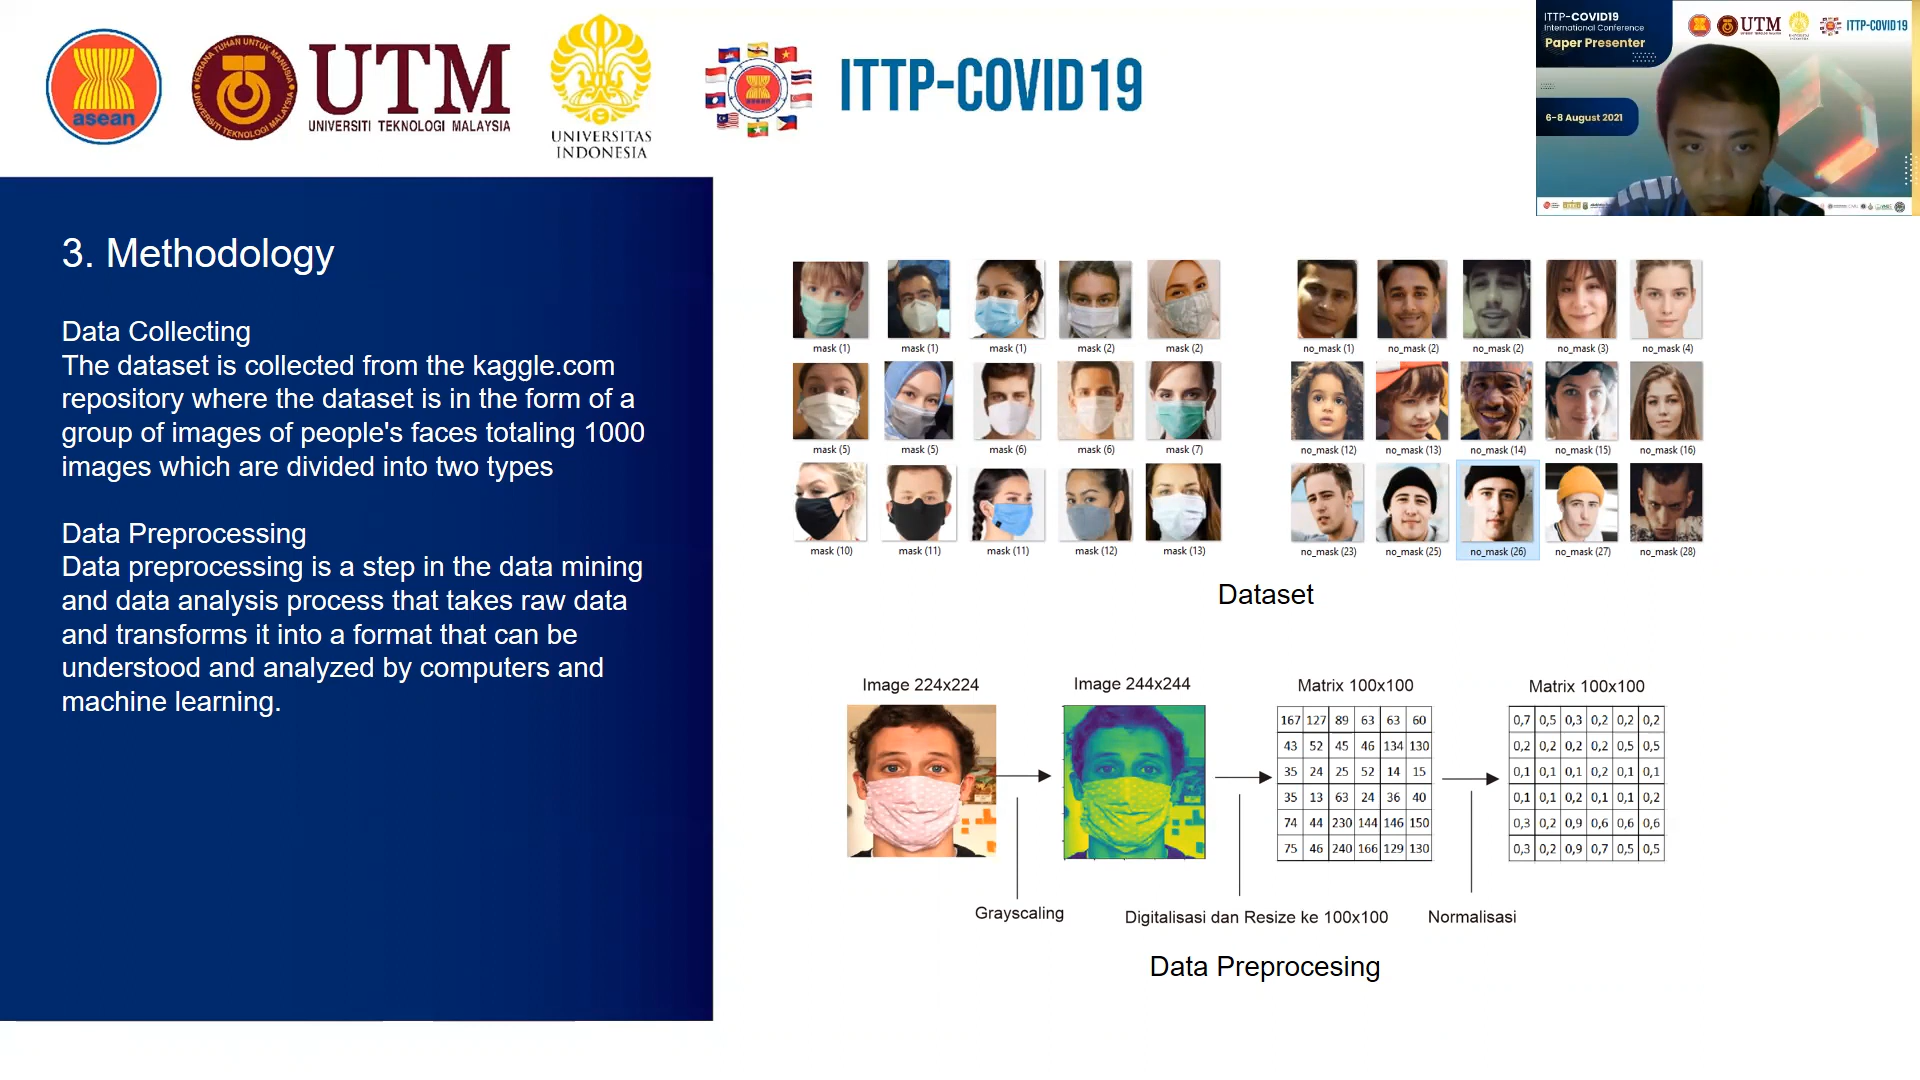 asean
KERANA TUHAN UNTUK MANUSIA
UNIVERSITI TEKNOLOGI MALAYSIA
UTM
UNIVERSITI TEKNOLOGI MALAYSIA
UNIVERSITAS
INDONESIA
ITTP-COVID19
ITTP-COVID19
International Conference
Paper Presenter
6-8 August 2021
UTM
ITTP-COVID19
3. Methodology
Data Collecting
The dataset is collected from the kaggle.com
repository where the dataset is in the form of a
group of images of people's faces totaling 1000
images which are divided into two types
Data Preprocessing
Data preprocessing is a step in the data mining
and data analysis process that takes raw data
and transforms it into a format that can be
understood and analyzed by computers and
machine learning.
mask (1) mask (1) mask (1) mask (2) mask (2)
mask (5) mask (5) mask (6) mask (6) mask (7)
mask (10) mask (11) mask (11) mask (12) mask (13)
no_mask (1) no_mask (2) no_mask (2) no_mask (3) no_mask (4)
no_mask (12) no_mask (13) no_mask (14) no_mask (15) no_mask (16)
no_mask (23) no_mask (25) no_mask (26) no_mask (27) no_mask (28)
Dataset
Image 224x224
Image 244x244
Matrix 100x100
167 127 89 63 63 60
43 52 45 46 134 130
35 24 25 52 14 15
35 13 63 24 36 40
74 44 230 144 146 150
75 46 240 166 129 130
Matrix 100x100
0,7 0,5 0,3 0,2 0,2 0,2
0,2 0,2 0,2 0,2 0,5 0,5
0,1 0,1 0,1 0,2 0,1 0,1
0,1 0,1 0,2 0,1 0,1 0,2
0,3 0,2 0,9 0,6 0,6 0,6
0,3 0,2 0,9 0,7 0,5 0,5
Grayscaling
Digitalisasi dan Resize ke 100x100
Normalisasi
Data Preprocesing